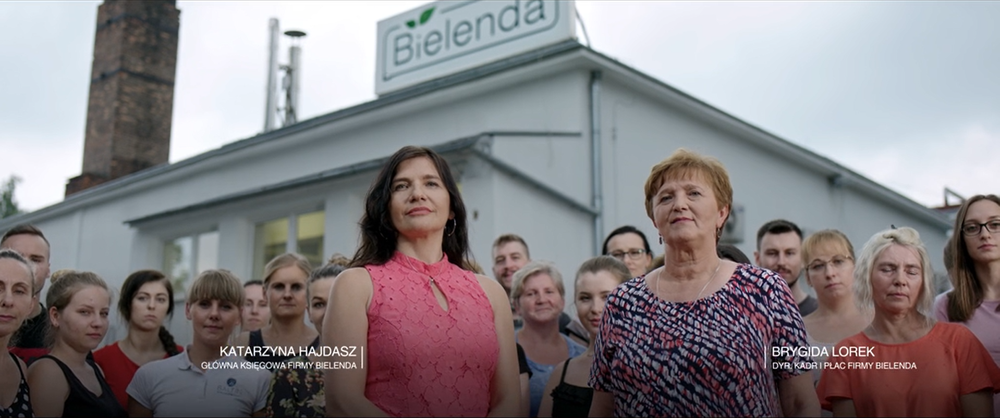 Bielenda
KATARZYNA HAJDASZ
GŁÓWNA KSIĘGOWA FIRMY BIELENDA
BRYGIDA LOREK
DYR. KADR I PŁAC FIRMY BIELENDA